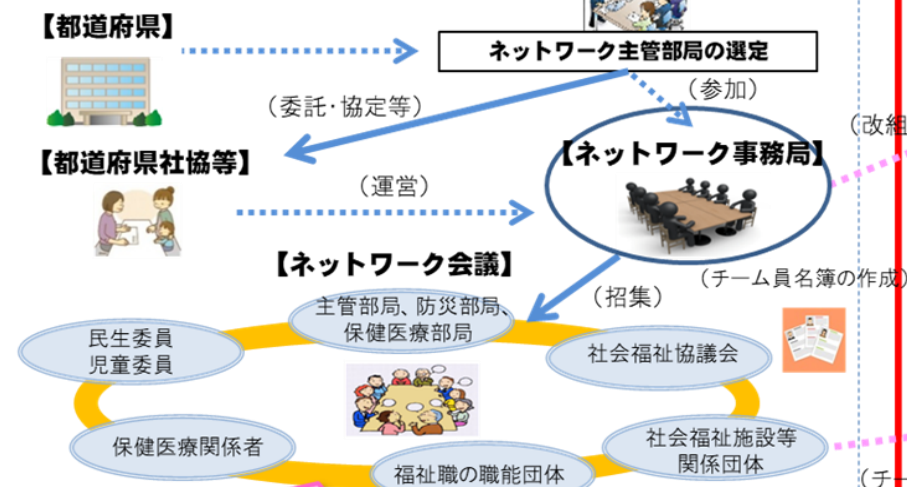 【都道府県】
ネットワーク主管部局の選定
（委託・協定等）
（参加）
（改組
【都道府県社協等】
【ネットワーク事務局】
（運営）
【ネットワーク会議】
（招集）
（チーム員名簿の作成）
主管部局、防災部局、
保健医療部局
民生委員
児童委員
社会福祉協議会
保健医療関係者
社会福祉施設等
関係団体
福祉職の職能団体
（チー